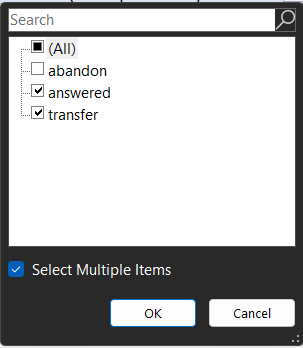 Search
(All)
abandon
answered
transfer
Select Multiple Items
OK
Cancel